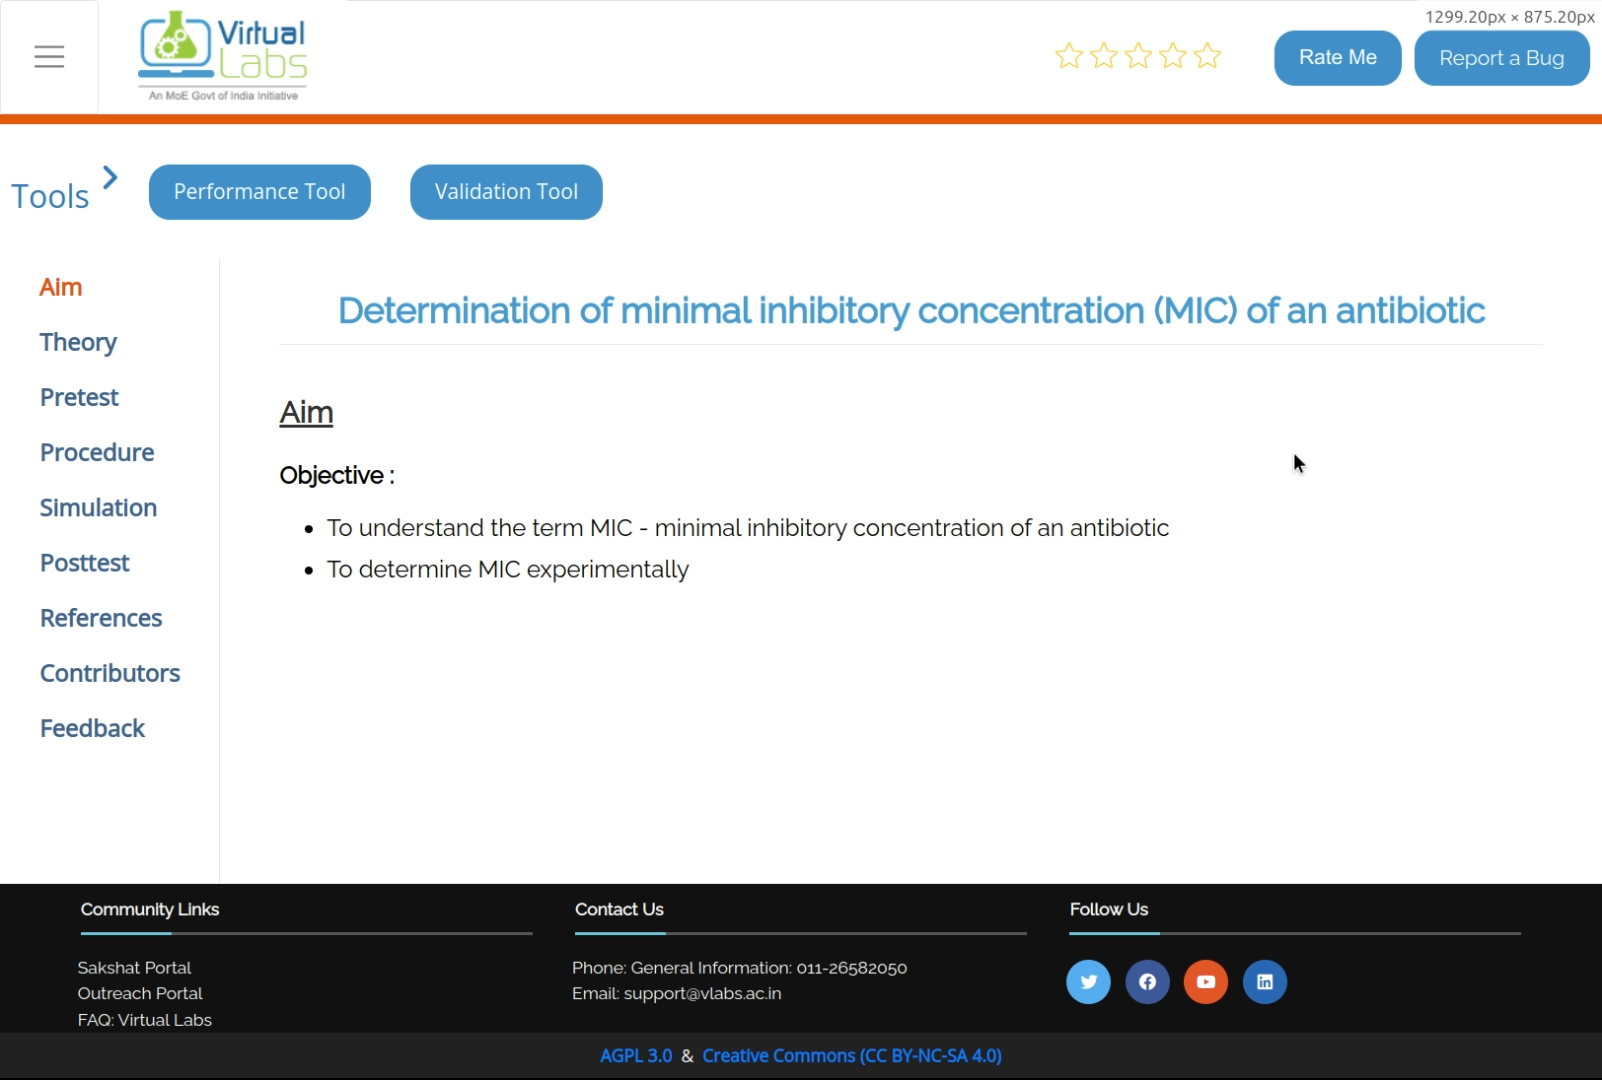 1299.20px × 875.20px
Virtual
Labs
An MoE Govt of India Initiative
Rate Me
Report a Bug
Tools
Performance Tool
Validation Tool
Aim
Theory
Pretest
Procedure
Simulation
Posttest
References
Contributors
Feedback
Determination of minimal inhibitory concentration (MIC) of an antibiotic
Aim
Objective :
• To understand the term MIC - minimal inhibitory concentration of an antibiotic
• To determine MIC experimentally
Community Links
Sakshat Portal
Outreach Portal
FAQ: Virtual Labs
Contact Us
Phone: General Information: 011-26582050
Email: support@vlabs.ac.in
Follow Us
AGPL 3.0 & Creative Commons (CC BY-NC-SA 4.0)